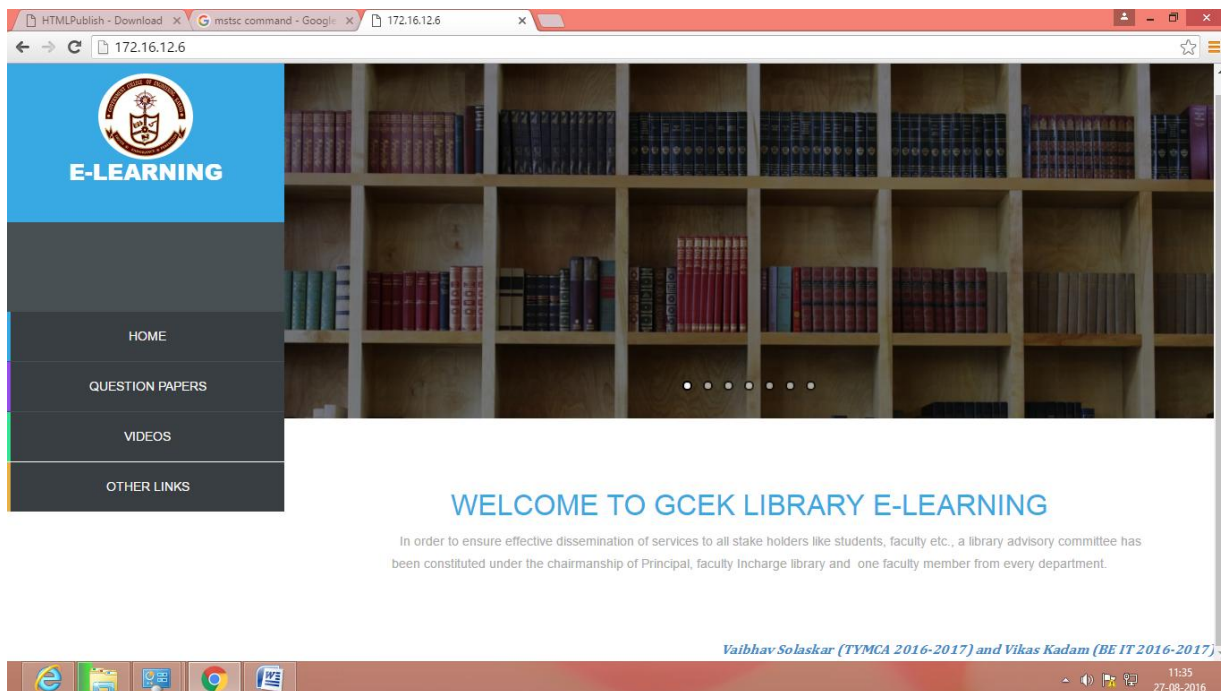 HTMLPublish - Download
mstsc command - Google
172.16.12.6
172.16.12.6
E-LEARNING
HOME
QUESTION PAPERS
VIDEOS
OTHER LINKS
WELCOME TO GCEK LIBRARY E-LEARNING
In order to ensure effective dissemination of services to all stake holders like students, faculty etc., a library advisory committee has
been constituted under the chairmanship of Principal, faculty Incharge library and one faculty member from every department.
Vaibhav Solaskar (TYMCA 2016-2017) and Vikas Kadam (BE IT 2016-2017)
11:35
27-08-2016